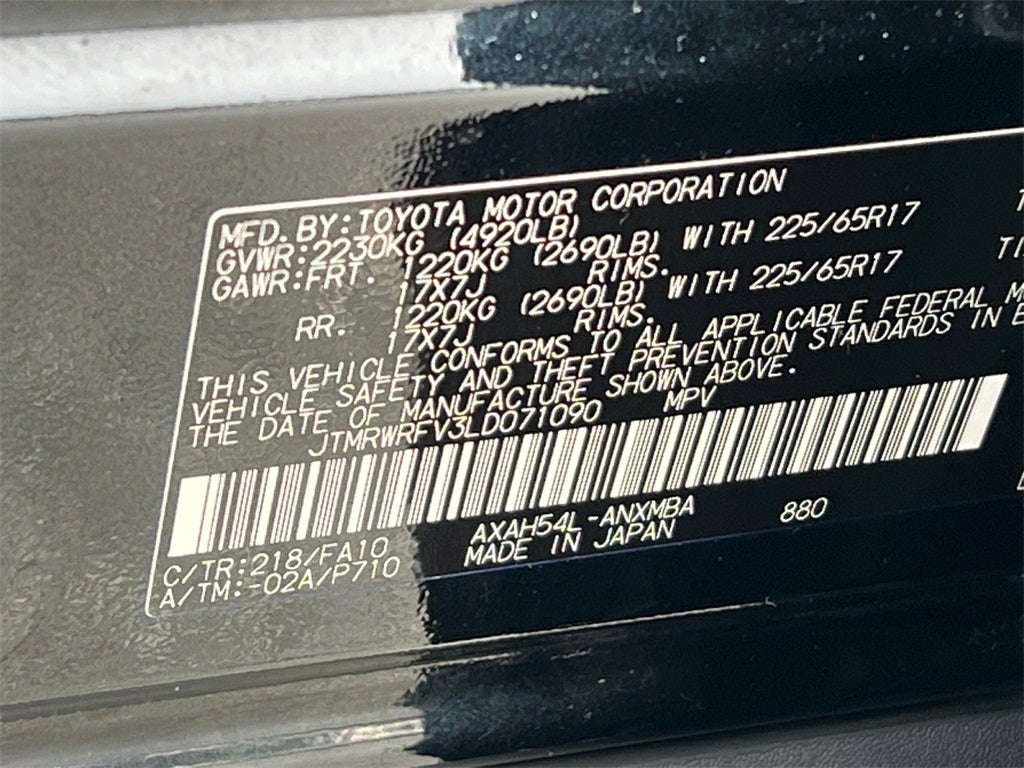 MFD. BY: TOYOTA MOTOR CORPORATION
GVWR: 2230KG (4920LB)
GAWR: FRT. 1220KG (2690LB) WITH 225/65R17
17X7J RIMS.
RR. 1220KG (2690LB) WITH 225/65R17
17X7J RIMS.
THIS VEHICLE CONFORMS TO ALL APPLICABLE FEDERAL
VEHICLE SAFETY AND THEFT PREVENTION STANDARDS IN
THE DATE OF MANUFACTURE SHOWN ABOVE.
JTMRWRFV3LD071090 MPV
AXAH54L-ANXMBA 880
MADE IN JAPAN
C/TR: 218/FA10
A/TM: -02A/P710